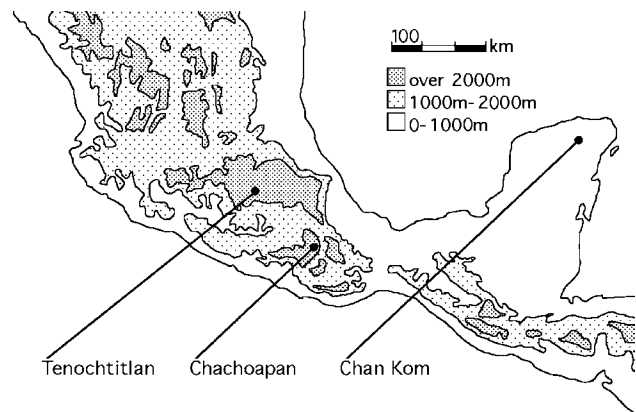 100
km
over 2000m
1000m-2000m
0-1000m
Tenochtitlan
Chachoapan
Chan Kom